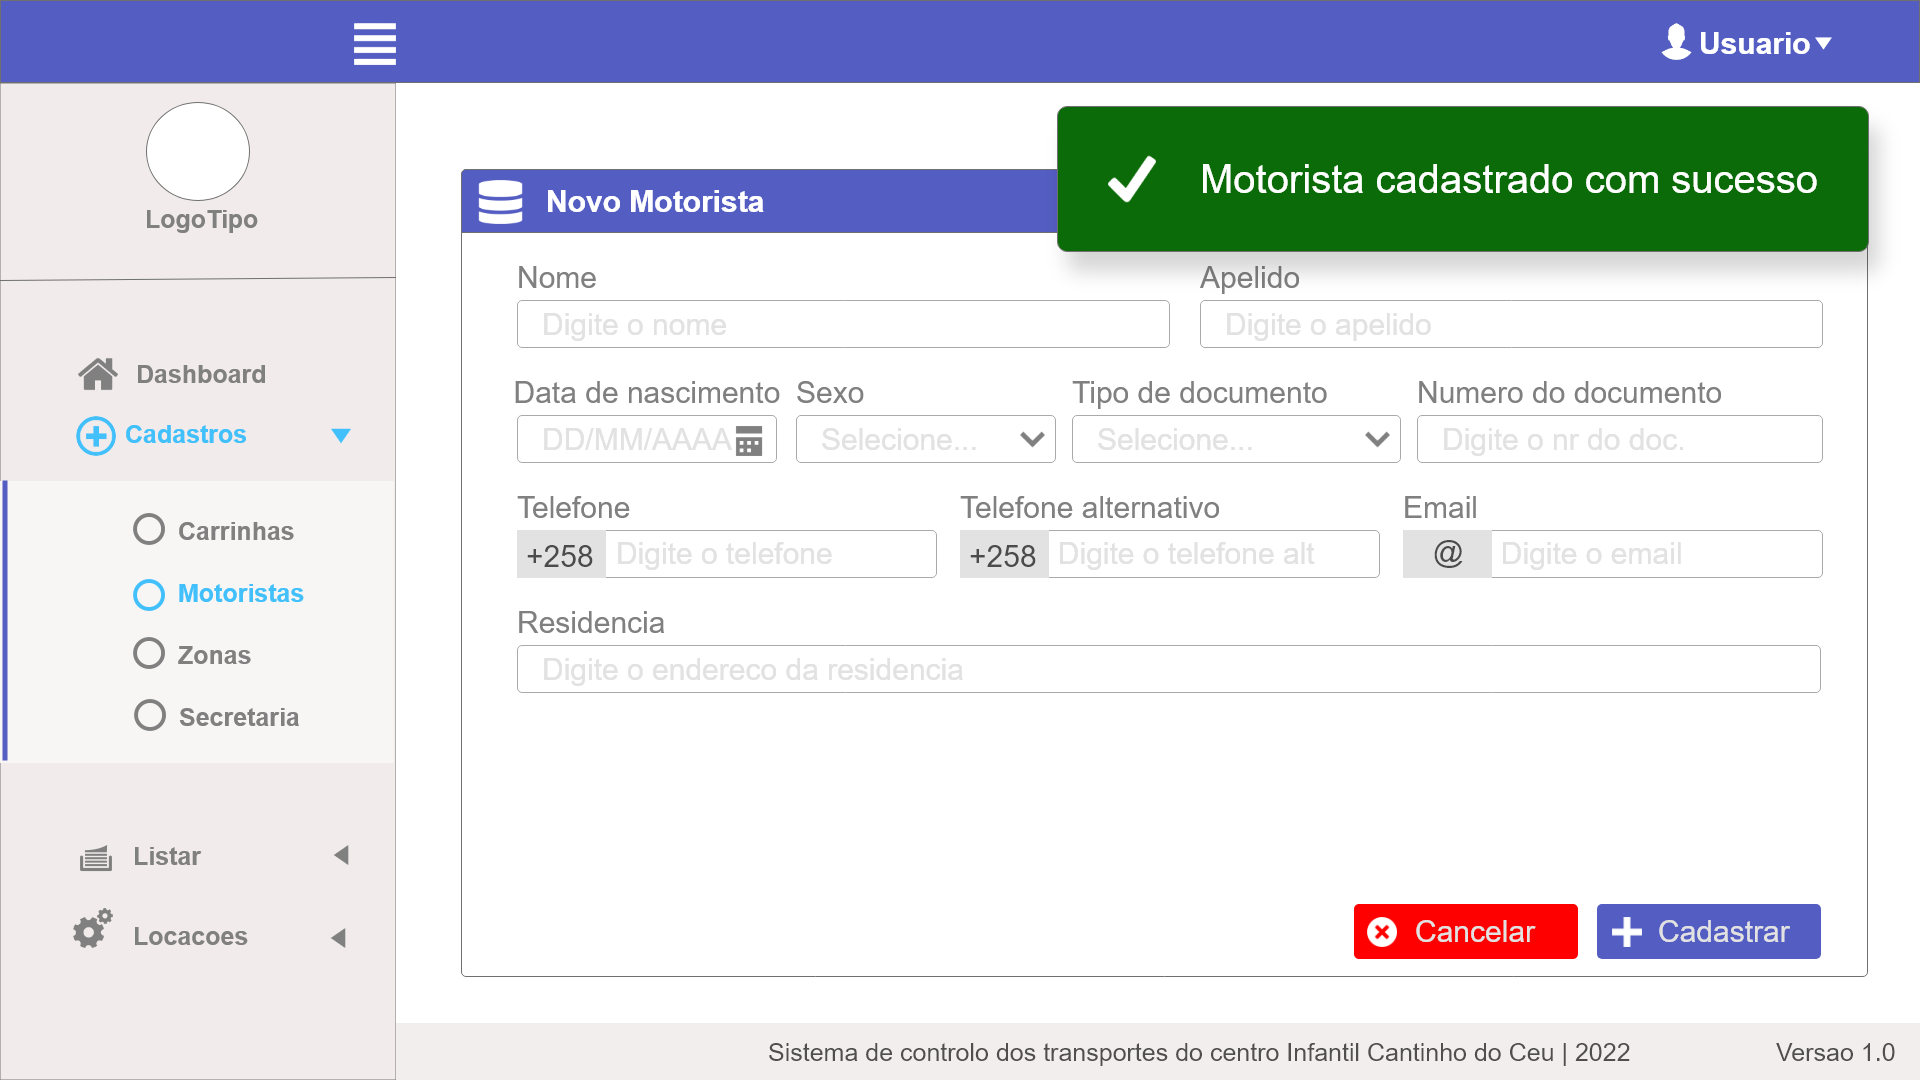 Usuario
LogoTipo
Dashboard
Cadastros
Carrinhas
Motoristas
Zonas
Secretaria
Listar
Locacoes
Motorista cadastrado com sucesso
Novo Motorista
Nome Apelido
Digite o nome Digite o apelido
Data de nascimento Sexo Tipo de documento Numero do documento
DD/MM/AAAA Selecione... Selecione... Digite o nr do doc.
Telefone Telefone alternativo Email
+258 Digite o telefone +258 Digite o telefone alt @ Digite o email
Residencia
Digite o endereco da residencia
Cancelar Cadastrar
Sistema de controlo dos transportes do centro Infantil Cantinho do Ceu | 2022 Versao 1.0